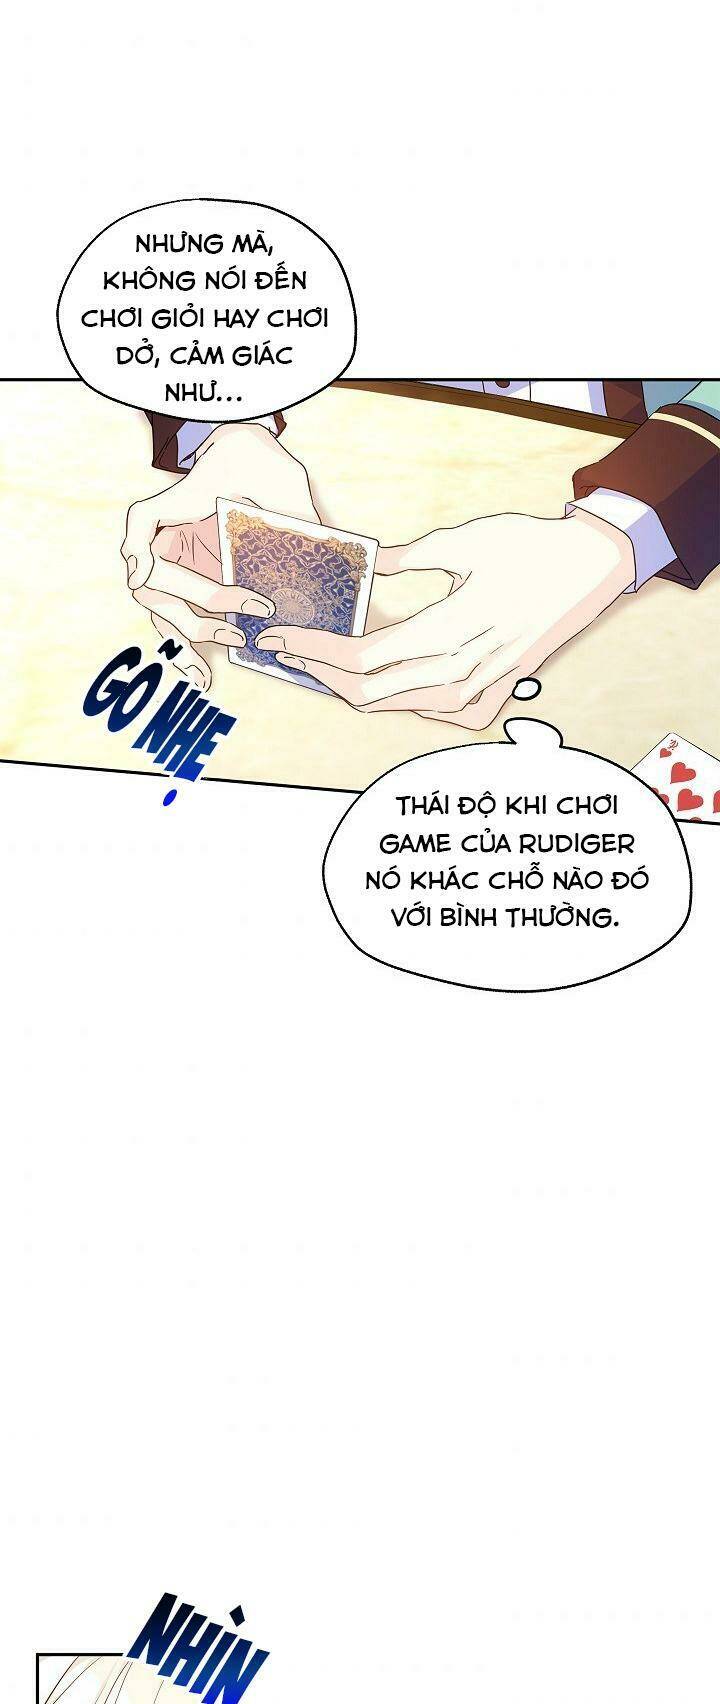 NHƯNG MÀ,
KHÔNG NÓI ĐẾN
CHƠI GIỎI HAY CHƠI
DỞ, CẢM GIÁC
NHƯ...
GÕ NHẸ
THÁI ĐỘ KHI CHƠI
GAME CỦA RUDIGER
NÓ KHÁC CHỖ NÀO ĐÓ
VỚI BÌNH THƯỜNG.
NHÌN